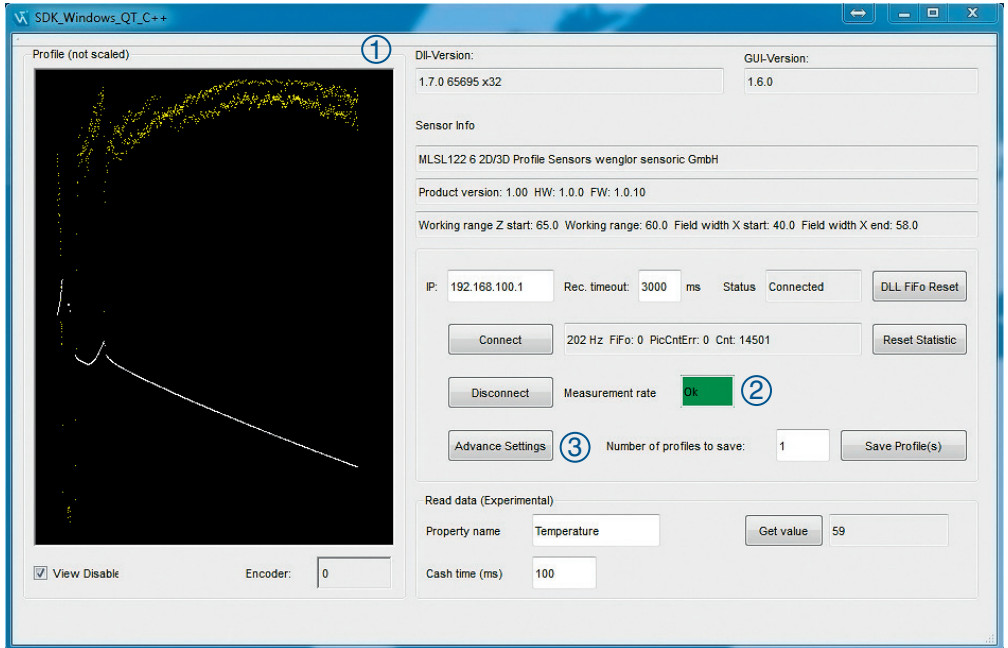 SDK_Windows_QT_C++
Profile (not scaled)
①
Dll-Version:
GUI-Version:
1.7.0 65695 x32
1.6.0
Sensor Info
MLSL122 6 2D/3D Profile Sensors wenglor sensoric GmbH
Product version: 1.00 HW: 1.0.0 FW: 1.0.10
Working range Z start: 65.0 Working range: 60.0 Field width X start: 40.0 Field width X end: 58.0
IP: 192.168.100.1 Rec. timeout: 3000 ms Status Connected DLL FiFo Reset
Connect 202 Hz FiFo: 0 PicCntErr: 0 Cnt: 14501 Reset Statistic
Disconnect Measurement rate Ok ②
Advance Settings ③ Number of profiles to save: 1 Save Profile(s)
Read data (Experimental)
Property name Temperature Get value 59
Cash time (ms) 100
View Disable Encoder: 0